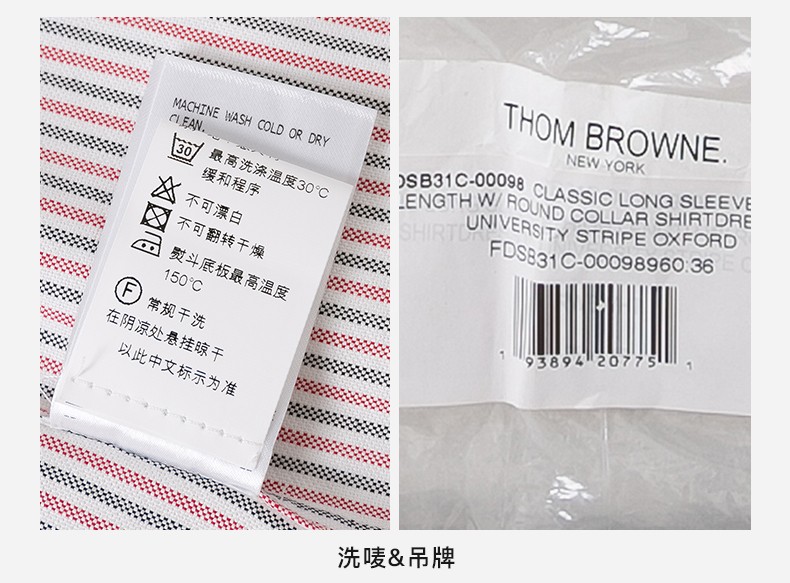 MACHINE WASH COLD OR DRY
CLEAN.
30
最高洗涤温度30℃
缓和程序
不可漂白
不可翻转干燥
熨斗底板最高温度
150℃
F
常规干洗
在阴凉处悬挂晾干
以此中文标示为准
THOM BROWNE.
NEW YORK
DSB31C-00098 CLASSIC LONG SLEEVE
LENGTH W/ ROUND COLLAR SHIRTDRE
UNIVERSITY STRIPE OXFORD
FDSB31C-00098960:36
1 93894 20775 1
洗唛&吊牌